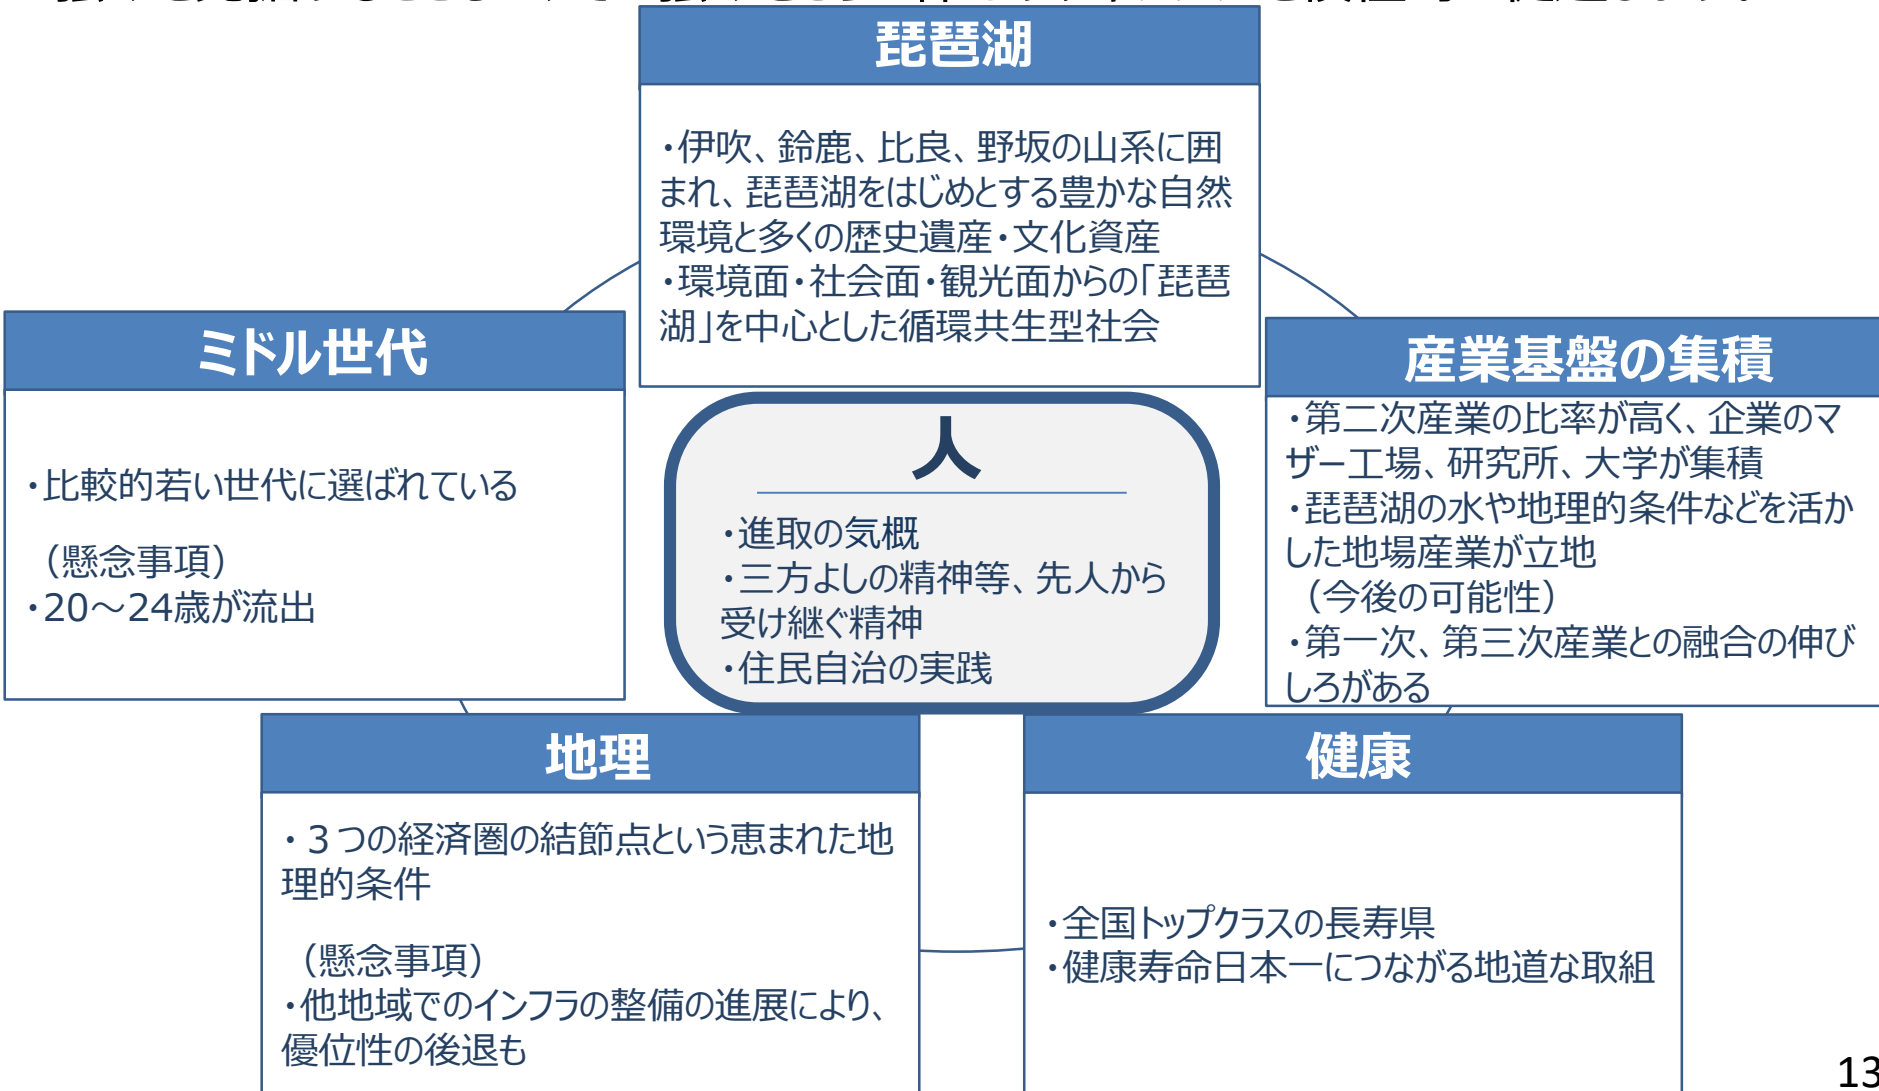 琵琶湖
・伊吹、鈴鹿、比良、野坂の山系に囲
まれ、琵琶湖をはじめとする豊かな自然
環境と多くの歴史遺産・文化資産
・環境面・社会面・観光面からの「琵琶
湖」を中心とした循環共生型社会
ミドル世代
・比較的若い世代に選ばれている
（懸念事項）
・20～24歳が流出
人
・進取の気概
・三方よしの精神等、先人から
受け継ぐ精神
・住民自治の実践
産業基盤の集積
・第二次産業の比率が高く、企業のマ
ザー工場、研究所、大学が集積
・琵琶湖の水や地理的条件などを活か
した地場産業が立地
（今後の可能性）
・第一次、第三次産業との融合の伸び
しろがある
地理
・３つの経済圏の結節点という恵まれた地
理的条件
（懸念事項）
・他地域でのインフラの整備の進展により、
優位性の後退も
健康
・全国トップクラスの長寿県
・健康寿命日本一につながる地道な取組
13